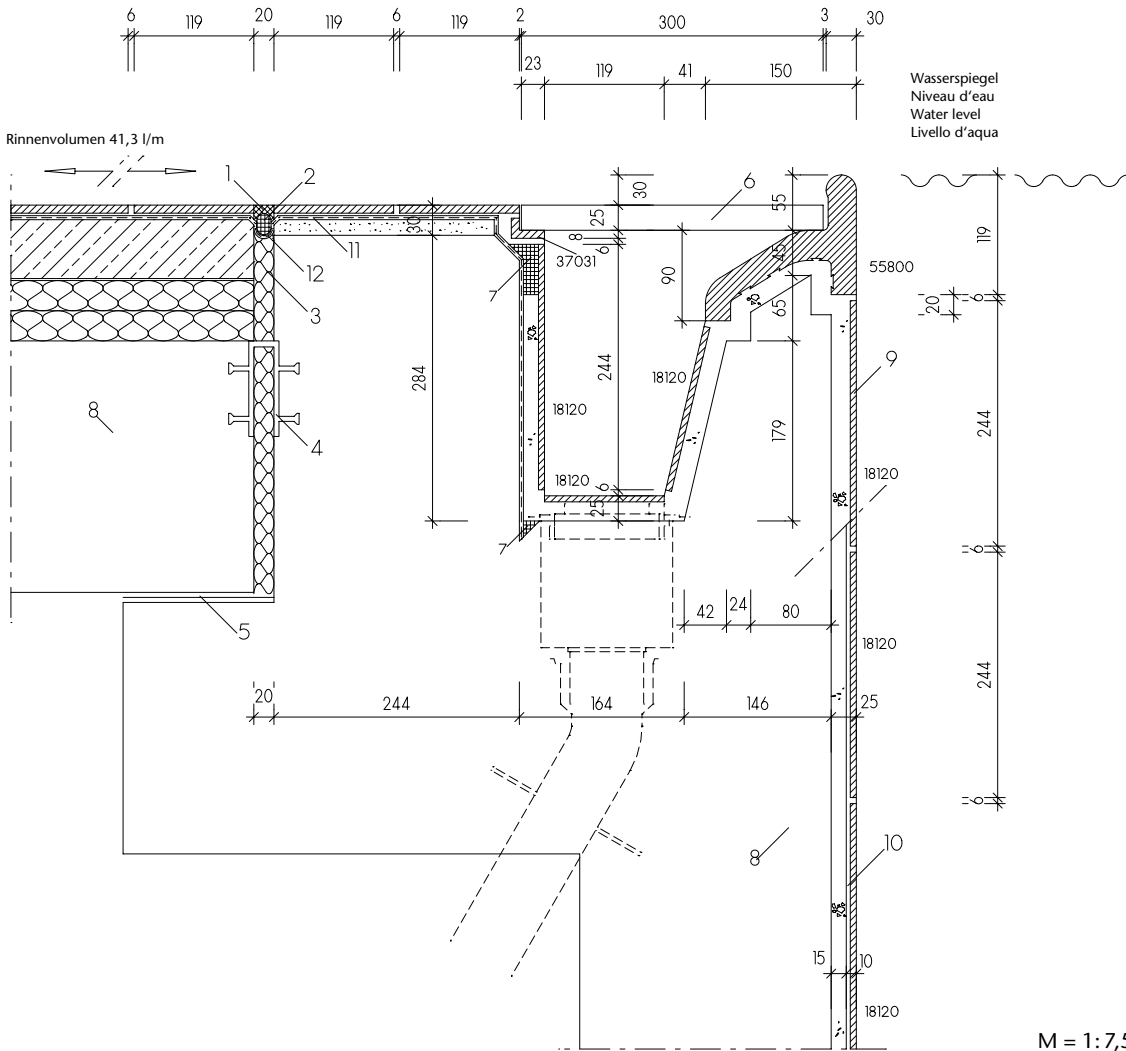 6 119 20 119 6 119 2 300 3 30
23 119 41 150
Wasserspiegel
Niveau d'eau
Water level
Livello d'aqua
Rinnenvolumen 41,3 l/m
1 2 6
30 55
30 25 8 6
11 37031 90 45 119
7 55800
12
3 65 20 6
9
284 244 18120
8 4 18120 179 244
18120 18120
6 25
7 6
42 24 80
5 18120
20 244 164 146 25 244
6
8 10
15 10
18120
M = 1:7,5